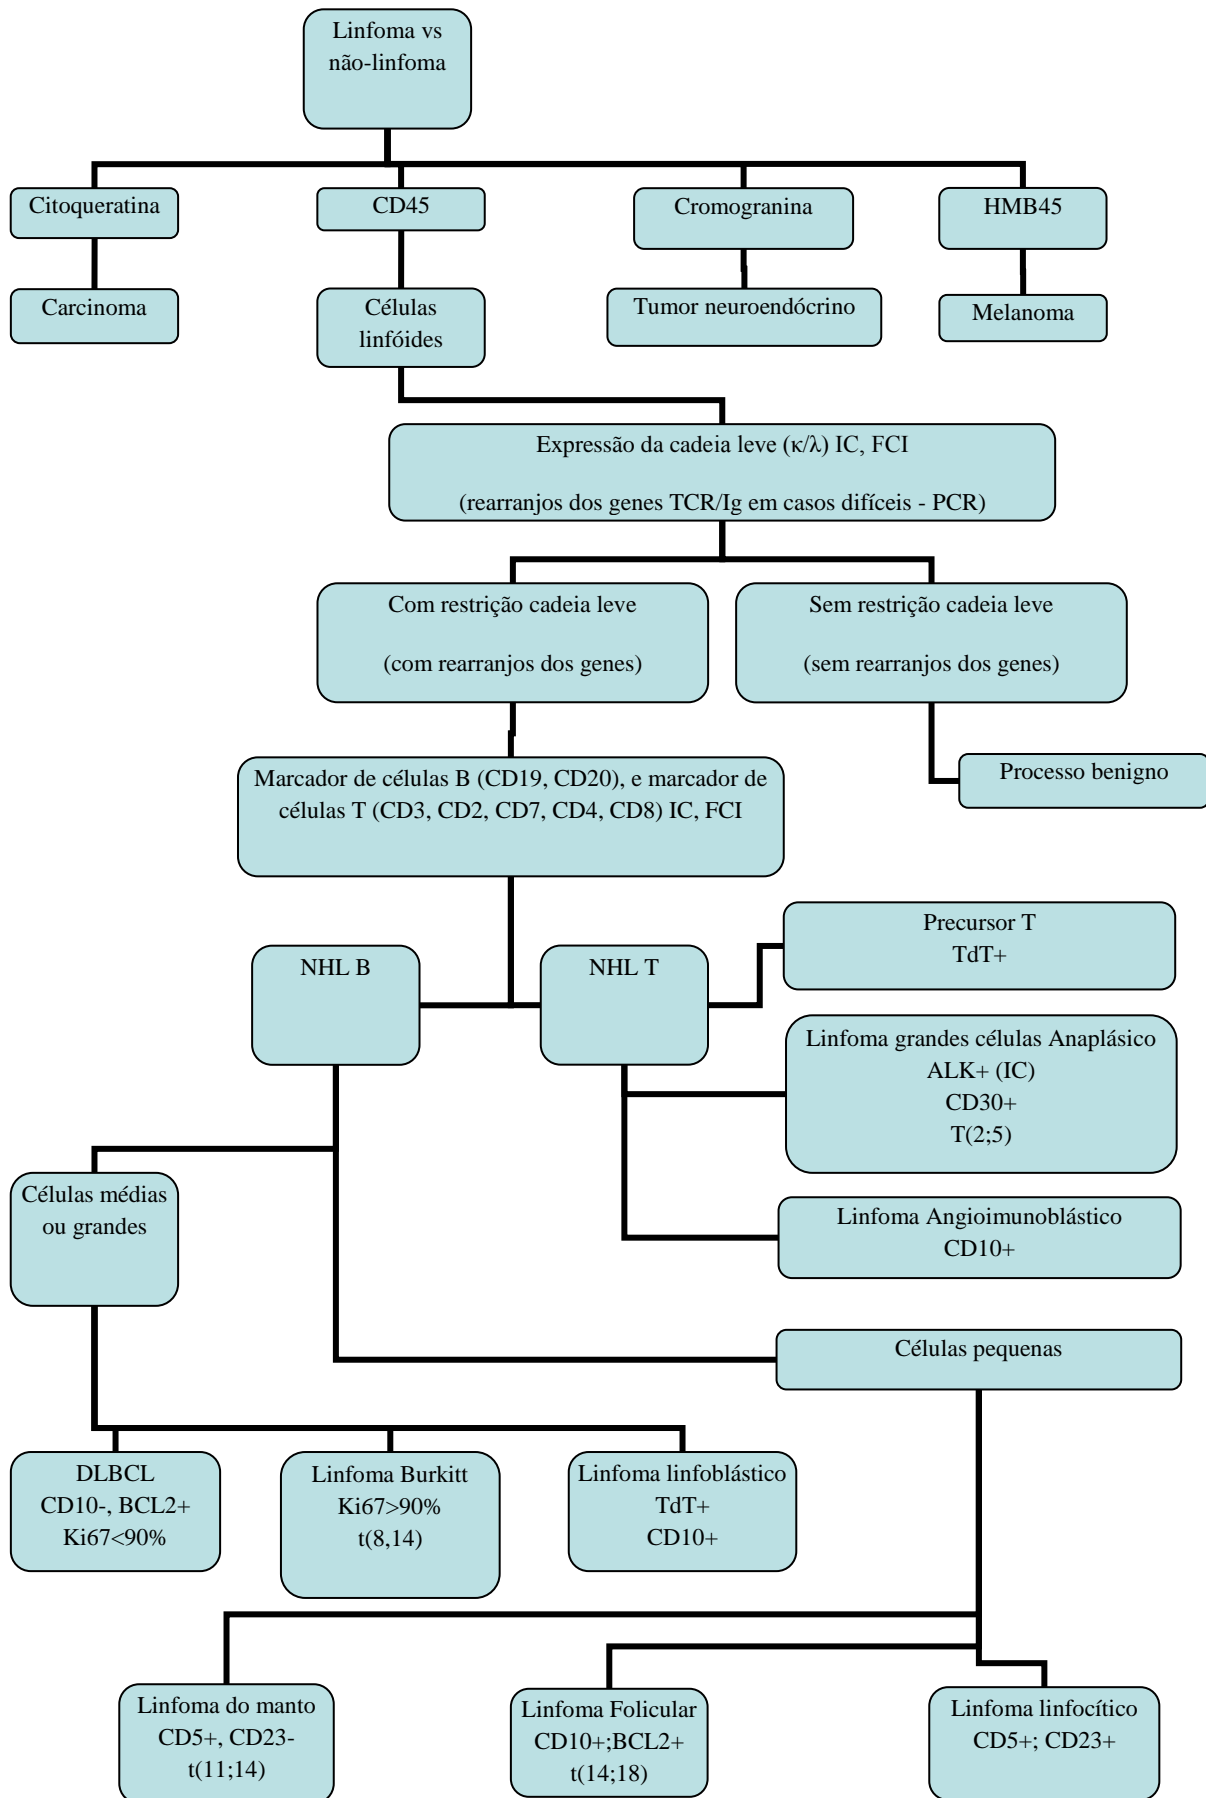 Linfoma vs
não-linfoma
Citoqueratina
CD45
Cromogranina
HMB45
Carcinoma
Células
linfóides
Tumor neuroendócrino
Melanoma
Expressão da cadeia leve (κ/λ) IC, FCI
(rearranjos dos genes TCR/Ig em casos difíceis - PCR)
Com restrição cadeia leve
(com rearranjos dos genes)
Sem restrição cadeia leve
(sem rearranjos dos genes)
Marcador de células B (CD19, CD20), e marcador de
células T (CD3, CD2, CD7, CD4, CD8) IC, FCI
Processo benigno
NHL B
NHL T
Precursor T
TdT+
Linfoma grandes células Anaplásico
ALK+ (IC)
CD30+
T(2;5)
Células médias
ou grandes
Linfoma Angioimunoblástico
CD10+
Células pequenas
DLBCL
CD10-, BCL2+
Ki67<90%
Linfoma Burkitt
Ki67>90%
t(8,14)
Linfoma linfoblástico
TdT+
CD10+
Linfoma do manto
CD5+, CD23-
t(11;14)
Linfoma Folicular
CD10+;BCL2+
t(14;18)
Linfoma linfocítico
CD5+; CD23+